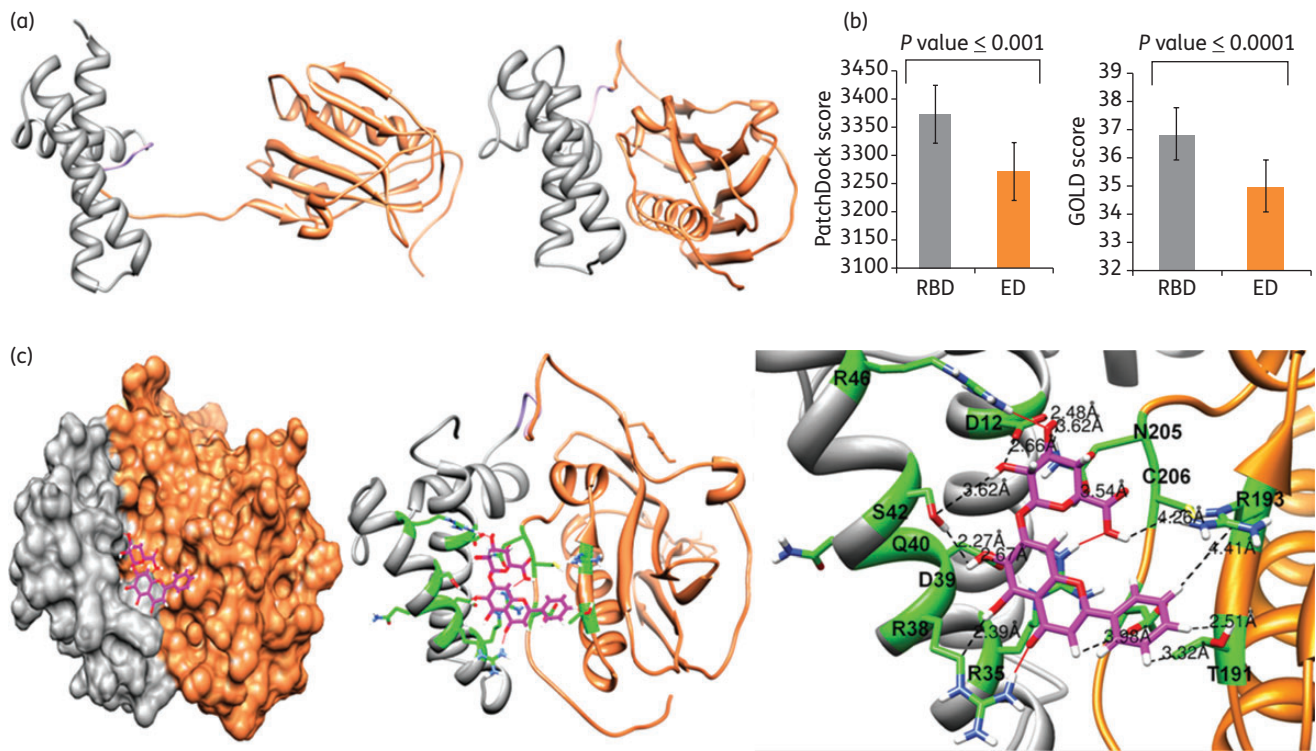 (a)
(b)
P value ≤ 0.001
PatchDock score
3450
3400
3350
3300
3250
3200
3150
3100
RBD ED
P value ≤ 0.0001
GOLD score
39
38
37
36
35
34
33
32
RBD ED
(c)
R46
D12
2.48Å
3.62Å
2.66Å
N205
C206
3.62Å
3.54Å
R193
S42
4.26Å
Q40
2.27Å
2.67Å
4.41Å
D39
R38
2.39Å
3.98Å
2.51Å
R35
3.32Å
T191